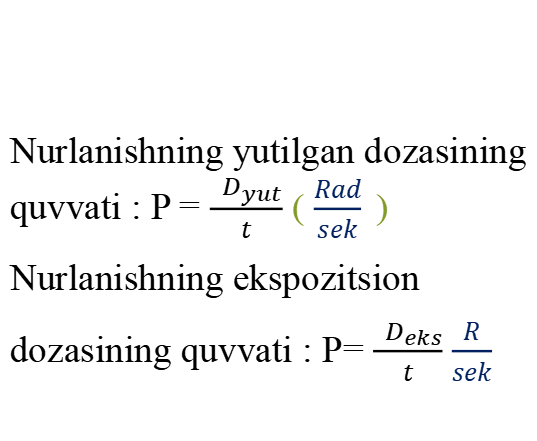 Nurlanishning yutilgan dozasining
quvvati : P = D_yut / t ( Rad / sek )
Nurlanishning ekspozitsion
dozasining quvvati : P= D_eks / t R / sek